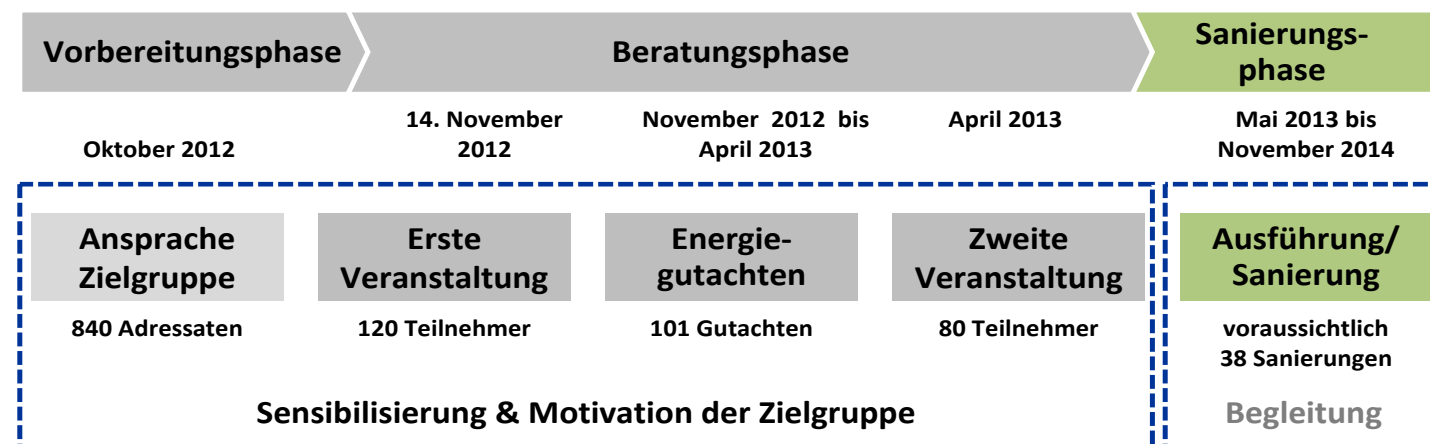 Vorbereitungsphase
Beratungsphase
Sanierungs-
phase
Oktober 2012
14. November
2012
November 2012 bis
April 2013
April 2013
Mai 2013 bis
November 2014
Ansprache
Zielgruppe
Erste
Veranstaltung
Energie-
gutachten
Zweite
Veranstaltung
Ausführung/
Sanierung
840 Adressaten
120 Teilnehmer
101 Gutachten
80 Teilnehmer
voraussichtlich
38 Sanierungen
Sensibilisierung & Motivation der Zielgruppe
Begleitung